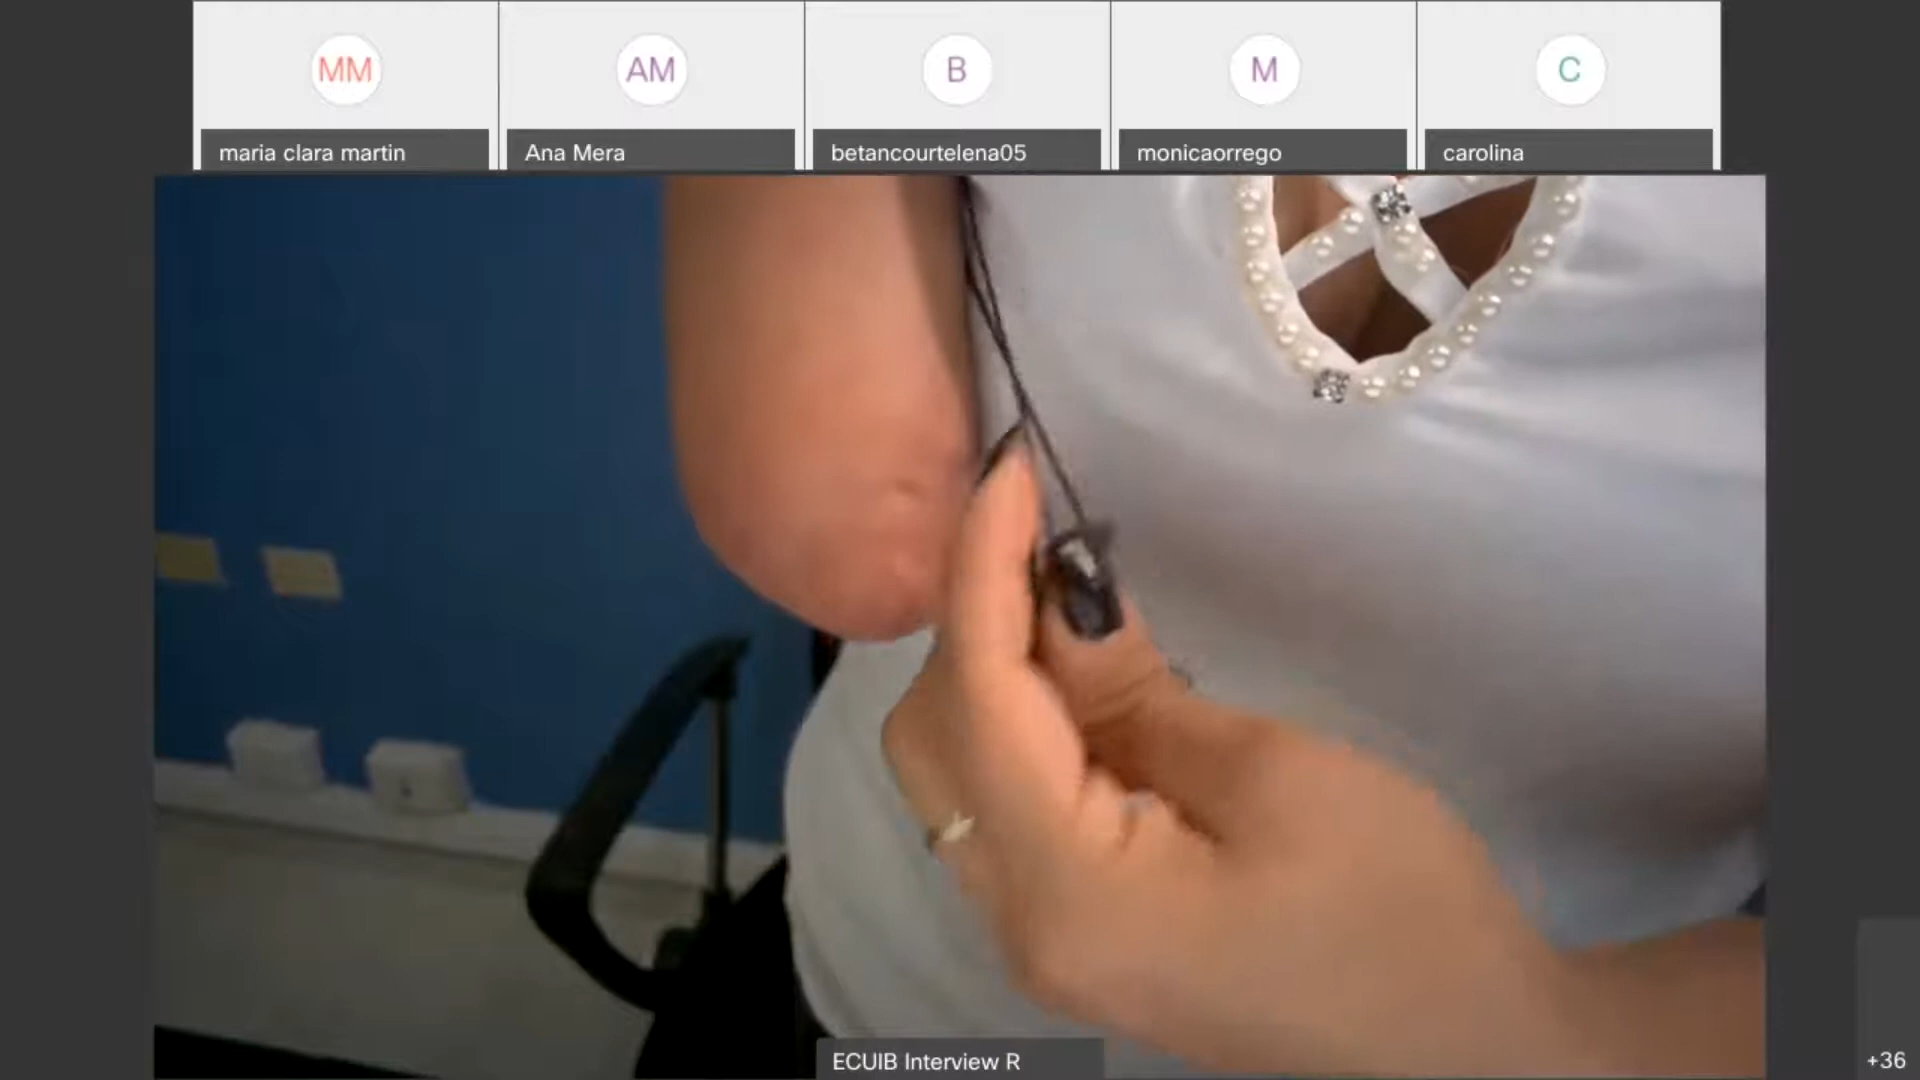 MM
AM
B
M
C
maria clara martin
Ana Mera
betancourtelena05
monicaorrego
carolina
ECUIB Interview R
+36